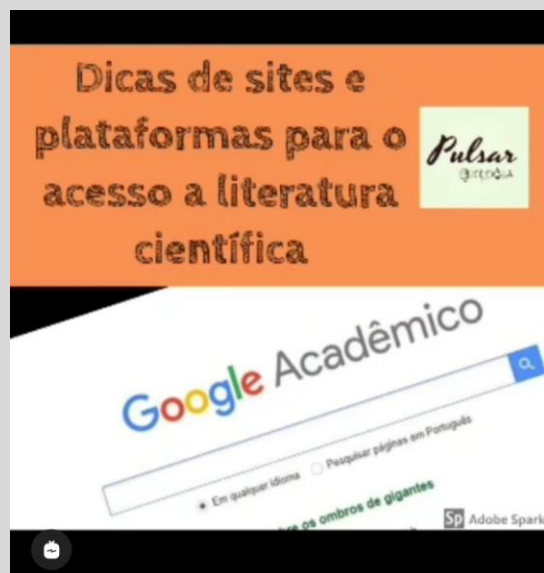 Dicas de sites e
plataformas para o
acesso a literatura
científica
Pulsar
Google Acadêmico
Em qualquer idioma
Pesquisar páginas em Português
os ombros de gigantes
Sp Adobe Spark